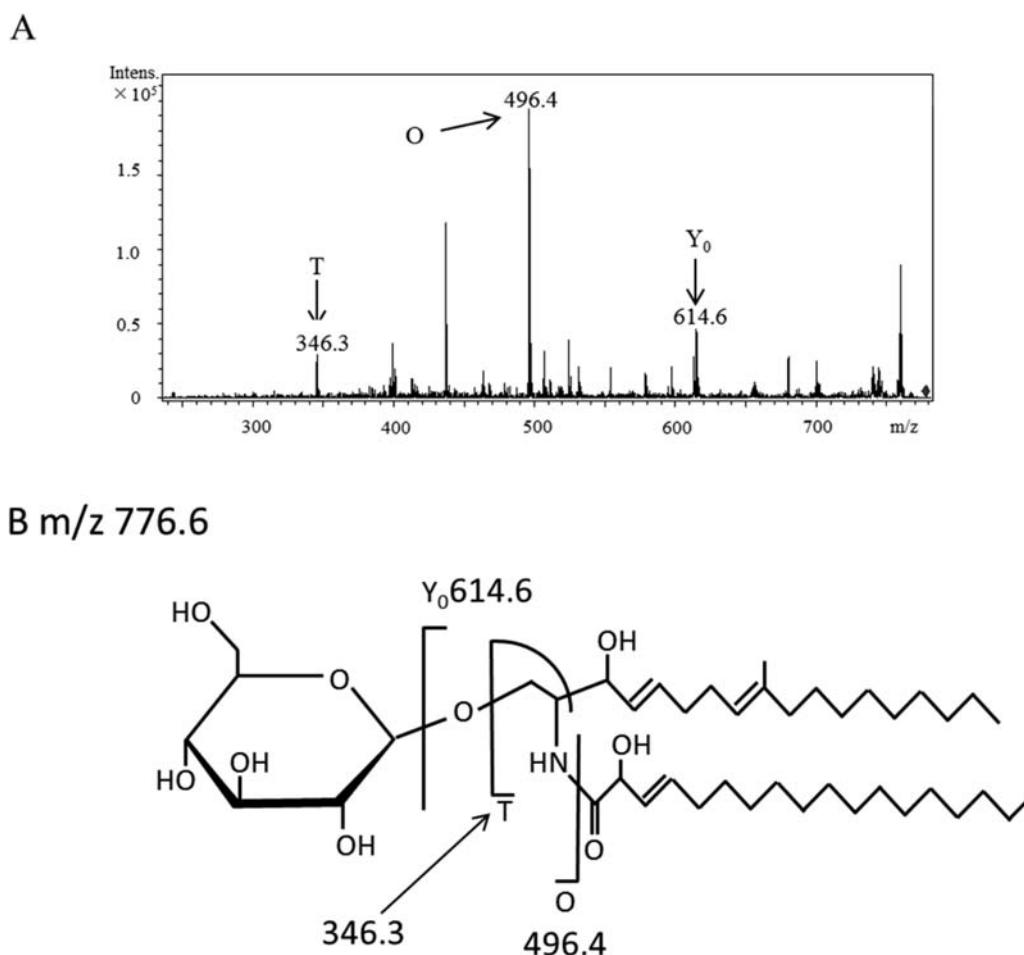 A
Intens.
× 10⁵
1.5
1.0
0.5
0
300
400
500
600
700
m/z
O
496.4
T
346.3
Y₀
614.6
B m/z 776.6
Y₀614.6
HO
O
OH
O
HN
OH
HO
OH
OH
O
T
O
346.3
496.4